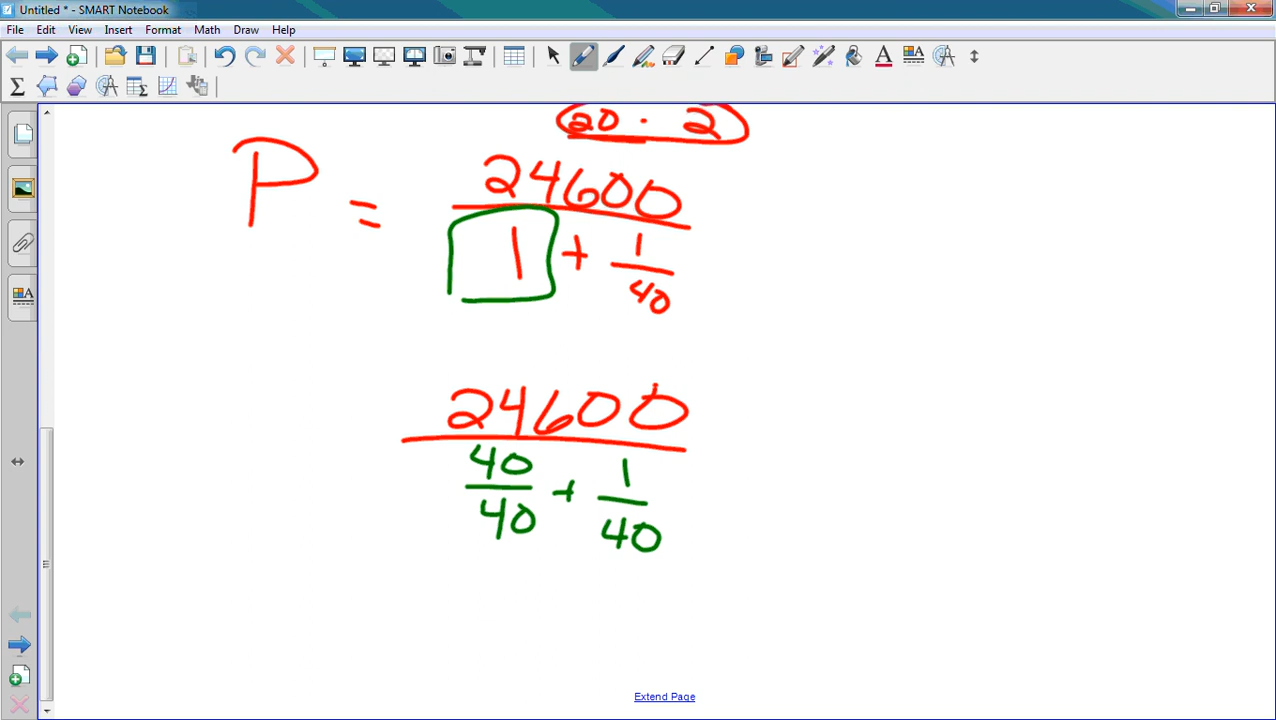 Untitled * - SMART Notebook
File Edit View Insert Format Math Draw Help
20 · 2
P = 24600
1 + 1
40
24600
40 + 1
40 40
Extend Page